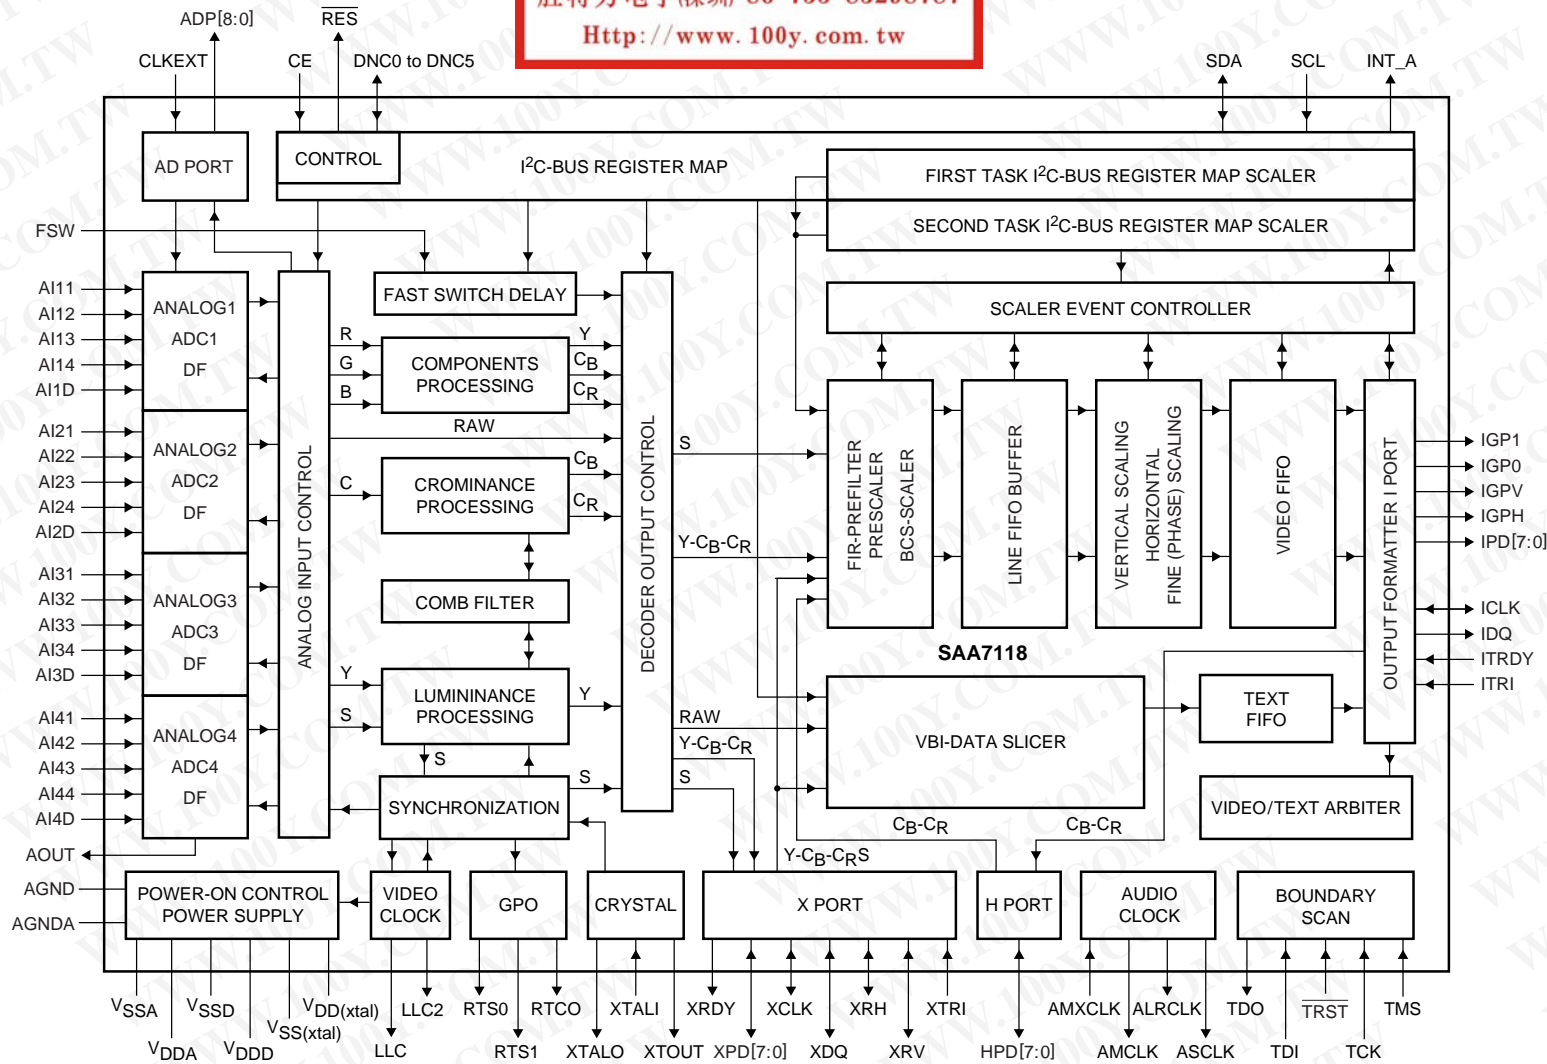 86-755-83298787
Http://www.100y.com.tw
ADP[8:0]
RES
CLKEXT
CE
DNC0 to DNC5
SDA
SCL
INT_A
AD PORT
CONTROL
I2C-BUS REGISTER MAP
FIRST TASK I2C-BUS REGISTER MAP SCALER
SECOND TASK I2C-BUS REGISTER MAP SCALER
FSW
AI11
AI12
AI13
AI14
AI1D
ANALOG1
ADC1
DF
AI21
AI22
AI23
AI24
AI2D
ANALOG2
ADC2
DF
AI31
AI32
AI33
AI34
AI3D
ANALOG3
ADC3
DF
AI41
AI42
AI43
AI44
AI4D
ANALOG4
ADC4
DF
AOUT
AGND
AGNDA
ANALOG INPUT CONTROL
FAST SWITCH DELAY
R
G
B
COMPONENTS
PROCESSING
Y
CB
CR
RAW
C
CROMINANCE
PROCESSING
CB
CR
COMB FILTER
Y
S
LUMININANCE
PROCESSING
Y
S
SYNCHRONIZATION
S
DECODER OUTPUT CONTROL
S
Y-CB-CR
RAW
Y-CB-CR
S
SCALER EVENT CONTROLLER
FIR-PREFILTER
PRESCALER
BCS-SCALER
LINE FIFO BUFFER
VERTICAL SCALING
HORIZONTAL
FINE (PHASE) SCALING
VIDEO FIFO
OUTPUT FORMATTER I PORT
IGP1
IGP0
IGPV
IGPH
IPD[7:0]
ICLK
IDQ
ITRDY
ITRI
SAA7118
VBI-DATA SLICER
TEXT
FIFO
VIDEO/TEXT ARBITER
CB-CR
CB-CR
Y-CB-CRS
POWER-ON CONTROL
POWER SUPPLY
VIDEO
CLOCK
GPO
CRYSTAL
X PORT
H PORT
AUDIO
CLOCK
BOUNDARY
SCAN
VSSA
VSSD
VDD(xtal)
LLC2
RTS0
RTCO
XTALI
XRDY
XCLK
XRH
XTRI
AMXCLK
ALRCLK
TDO
TRST
TMS
VDDA
VDDD
VSS(xtal)
LLC
RTS1
XTALO
XTOUT
XPD[7:0]
XDQ
XRV
HPD[7:0]
AMCLK
ASCLK
TDI
TCK
WWW.100Y.COM.TW